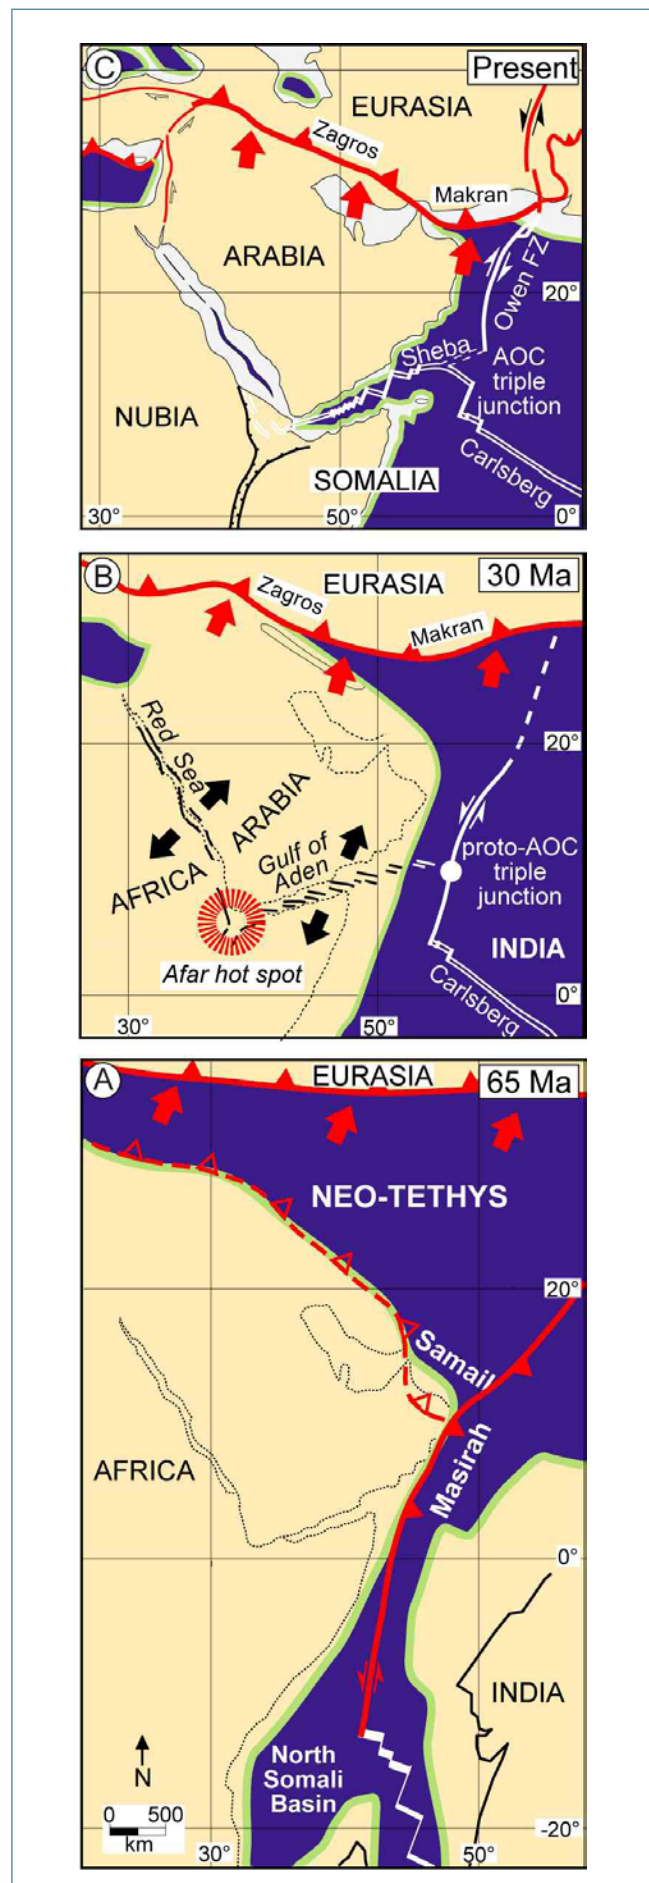 C
Present
EURASIA
Zagros
Makran
ARABIA
Owen FZ
20°
Sheba
AOC
triple
junction
NUBIA
Carlsberg
SOMALIA
30°
50°
0°
B
EURASIA
30 Ma
Zagros
Makran
Red Sea
20°
ARABIA
Gulf of
Aden
proto-AOC
triple
junction
AFRICA
INDIA
Afar hot spot
Carlsberg
0°
30°
50°
A
EURASIA
65 Ma
NEO-TETHYS
20°
Samail
Masirah
AFRICA
0°
INDIA
N
North
Somali
Basin
0 500
km
-20°
30°
50°